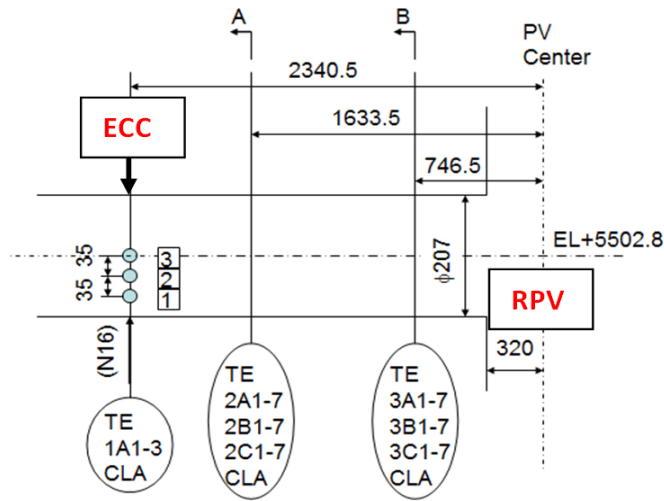 A
B
PV
Center
2340.5
ECC
1633.5
746.5
EL+5502.8
35
35
3
2
1
ϕ207
RPV
320
(N16)
TE
1A1-3
CLA
TE
2A1-7
2B1-7
2C1-7
CLA
TE
3A1-7
3B1-7
3C1-7
CLA